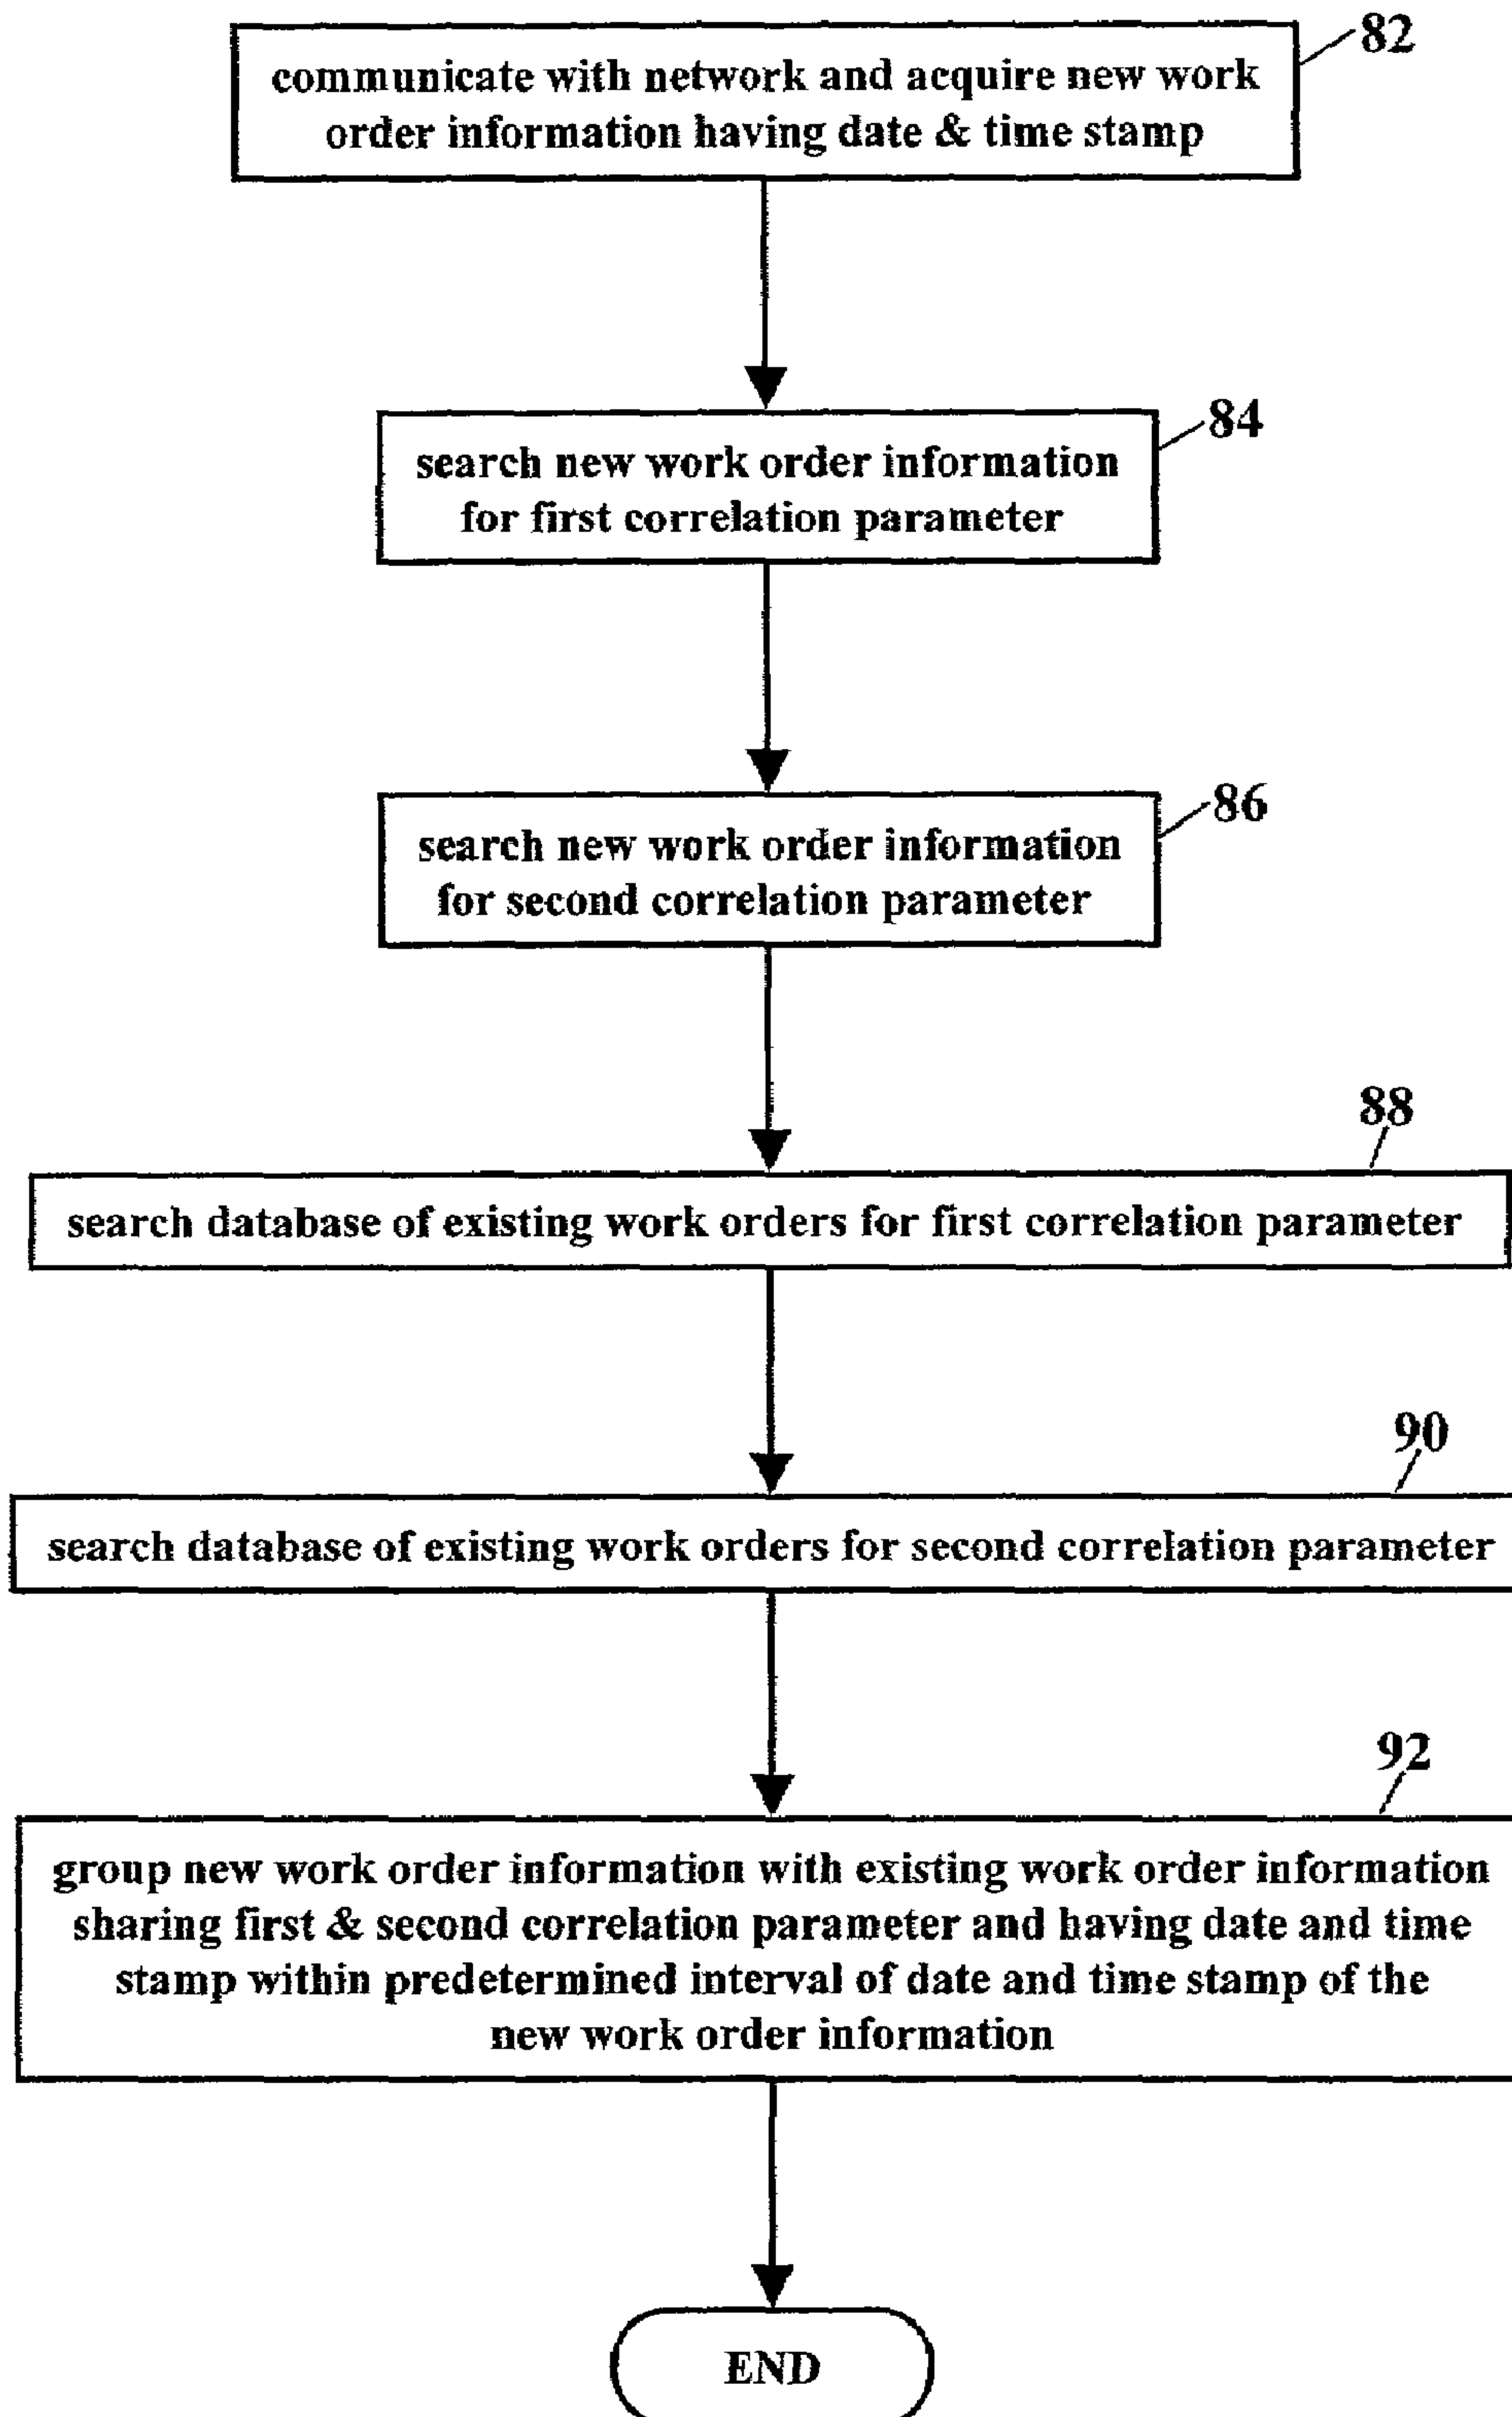 82
communicate with network and acquire new work
order information having date & time stamp
84
search new work order information
for first correlation parameter
86
search new work order information
for second correlation parameter
88
search database of existing work orders for first correlation parameter
90
search database of existing work orders for second correlation parameter
92
group new work order information with existing work order information
sharing first & second correlation parameter and having date and time
stamp within predetermined interval of date and time stamp of the
new work order information
END